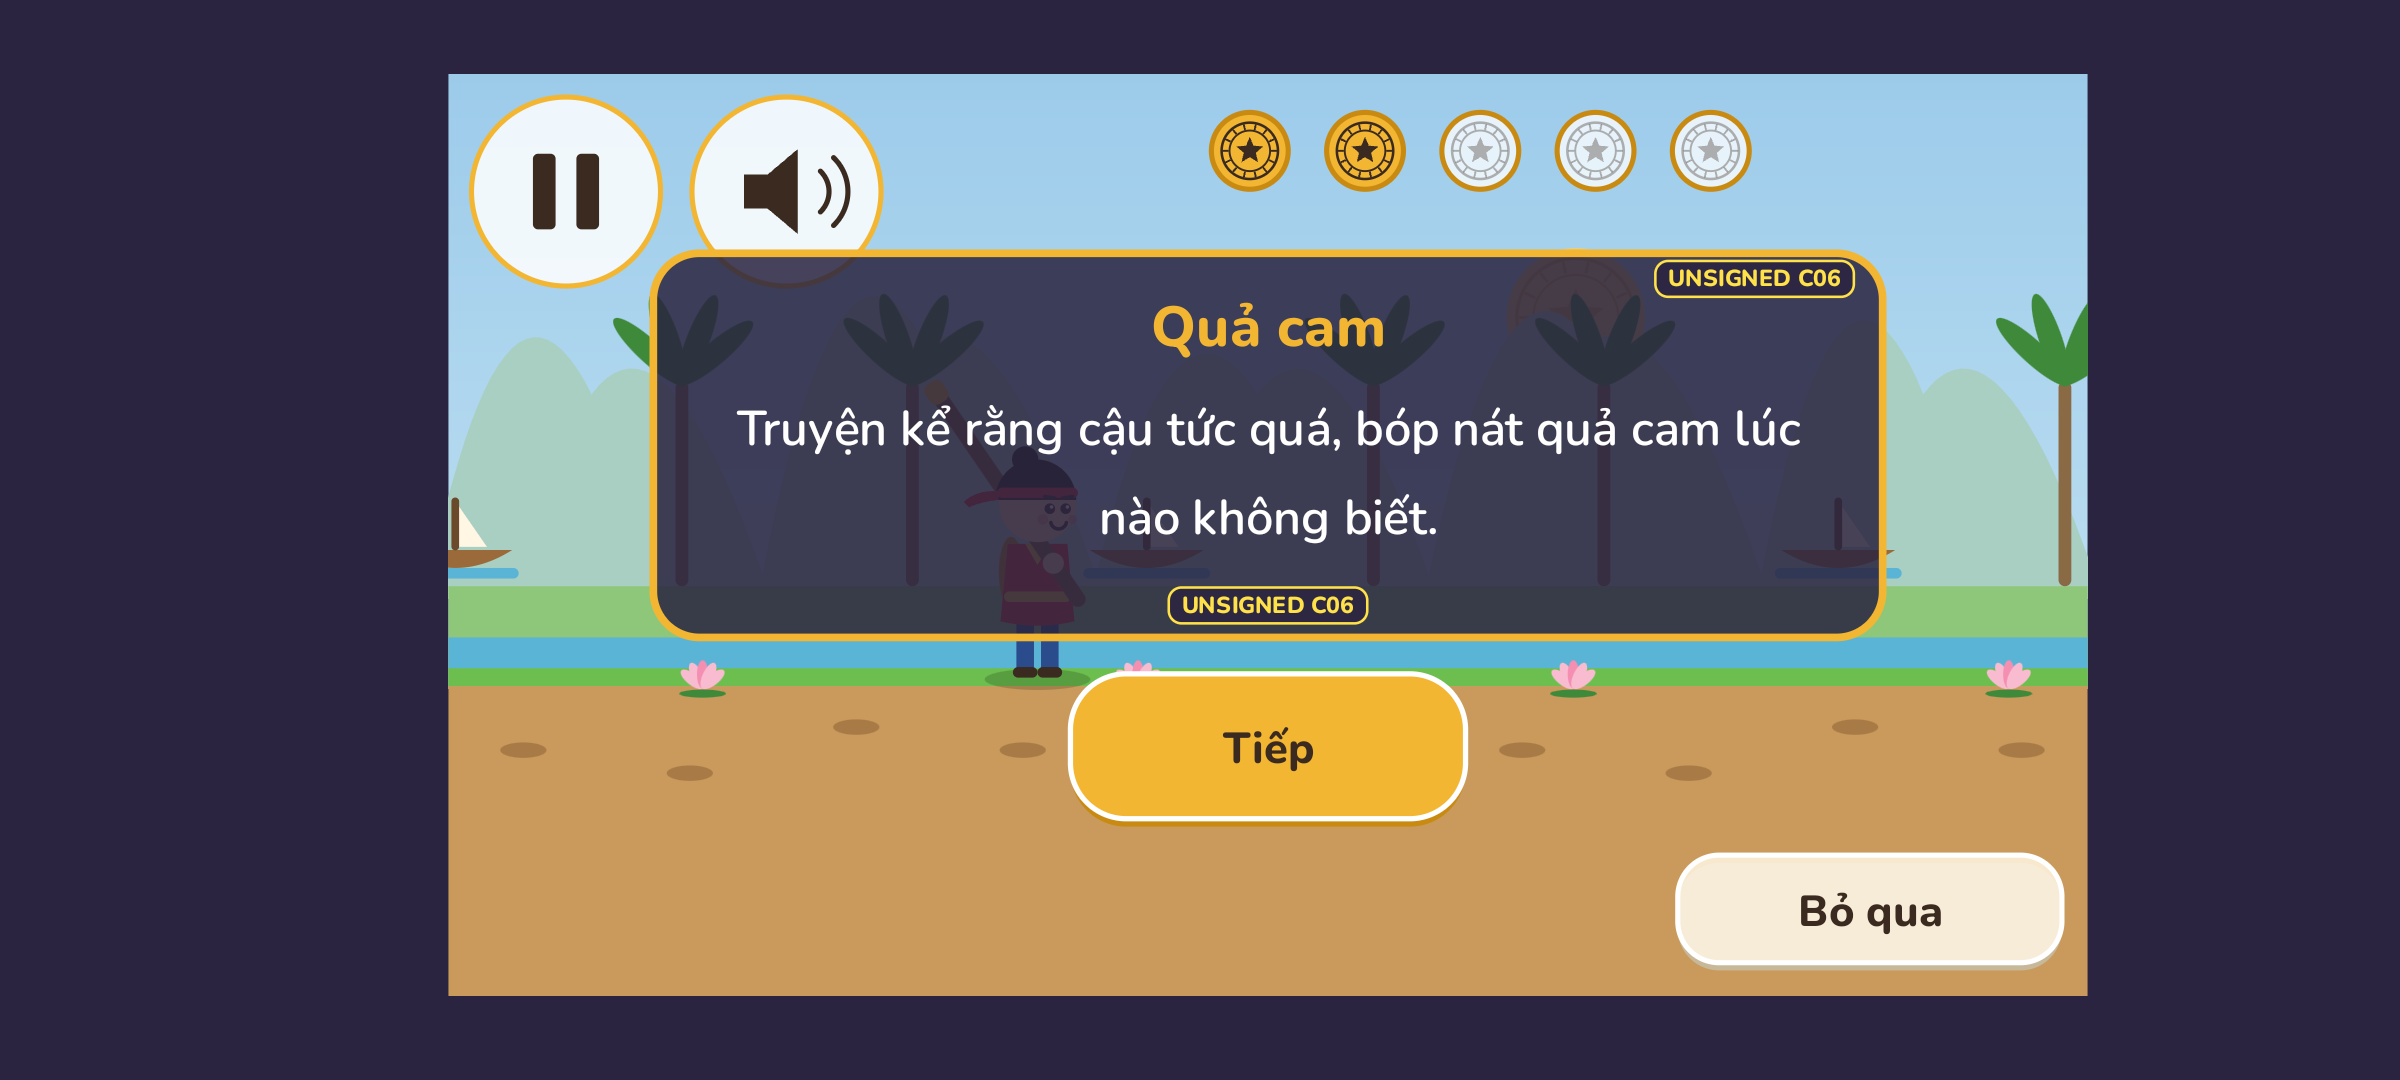 UNSIGNED C06
Quả cam
Truyện kể rằng cậu tức quá, bóp nát quả cam lúc
nào không biết.
UNSIGNED C06
Tiếp
Bỏ qua